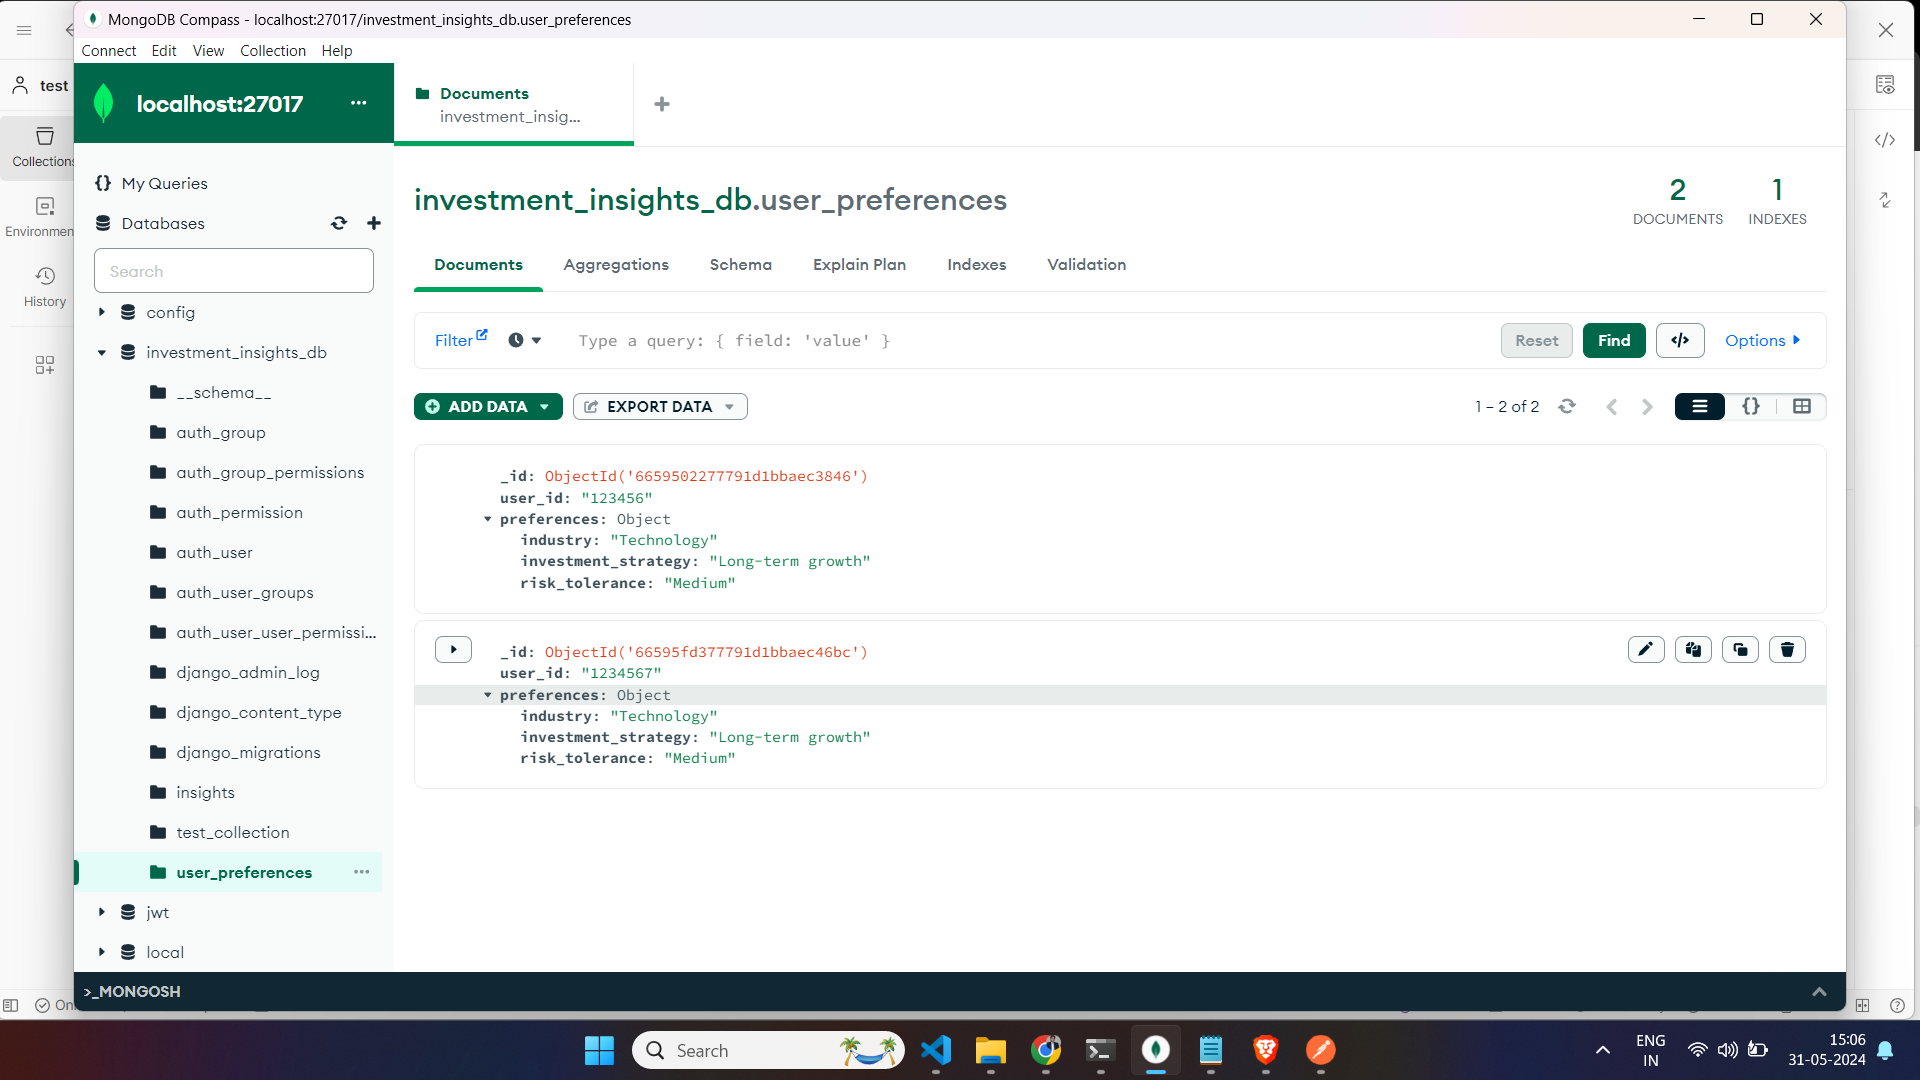 MongoDB Compass - localhost:27017/investment_insights_db.user_preferences
Connect Edit View Collection Help
test
Collections
Environmen
History
localhost:27017
Documents
investment_insig...
My Queries
Databases
Search
config
investment_insights_db
__schema__
auth_group
auth_group_permissions
auth_permission
auth_user
auth_user_groups
auth_user_user_permissi...
django_admin_log
django_content_type
django_migrations
insights
test_collection
user_preferences
jwt
local
investment_insights_db.user_preferences
2
DOCUMENTS
1
INDEXES
Documents Aggregations Schema Explain Plan Indexes Validation
Filter Type a query: { field: 'value' } Reset Find </> Options
ADD DATA EXPORT DATA 1 – 2 of 2 {}
_id: ObjectId('6659502277791d1bbaec3846')
user_id: "123456"
preferences: Object
industry: "Technology"
investment_strategy: "Long-term growth"
risk_tolerance: "Medium"
_id: ObjectId('66595fd377791d1bbaec46bc')
user_id: "1234567"
preferences: Object
industry: "Technology"
investment_strategy: "Long-term growth"
risk_tolerance: "Medium"
>_MONGOSH
Search
ENG
IN
15:06
31-05-2024